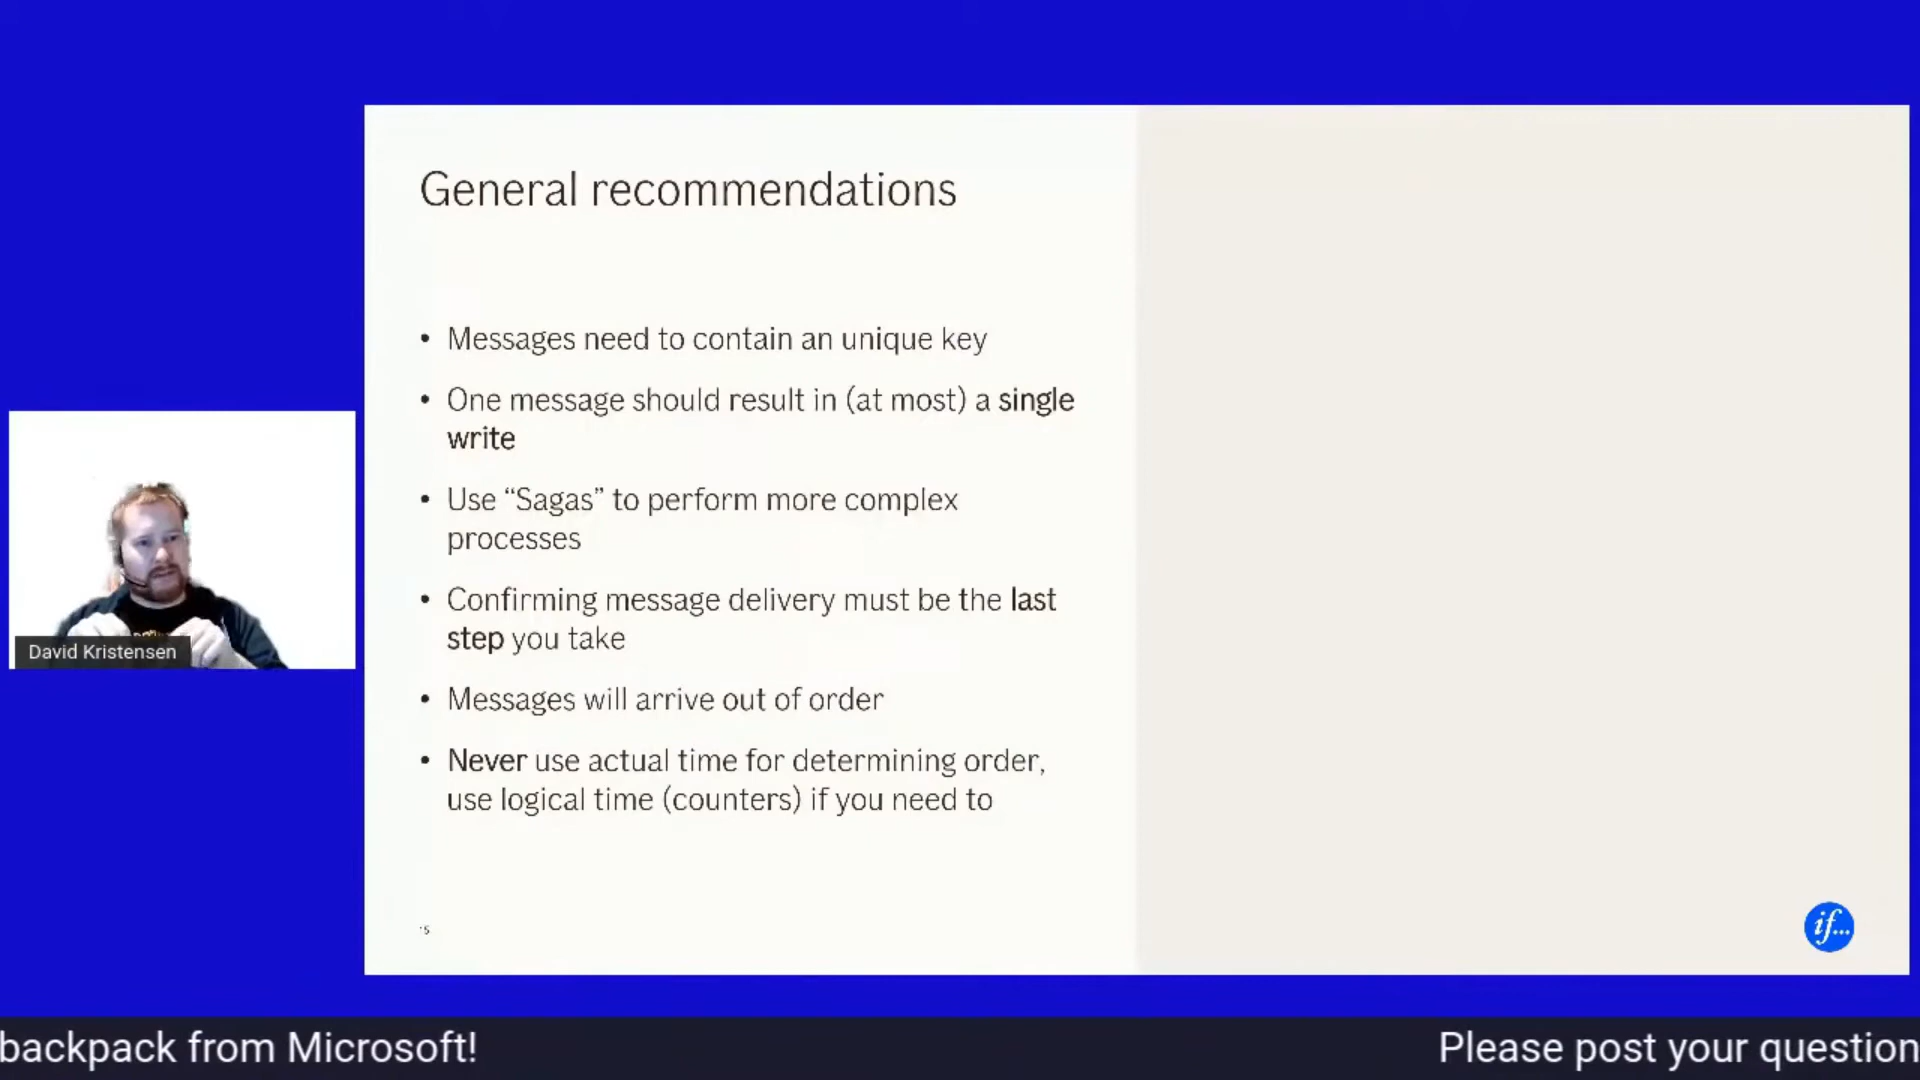 General recommendations
• Messages need to contain an unique key
• One message should result in (at most) a single
write
• Use “Sagas” to perform more complex
processes
• Confirming message delivery must be the last
step you take
• Messages will arrive out of order
• Never use actual time for determining order,
use logical time (counters) if you need to
David Kristensen
if...
backpack from Microsoft!
Please post your question